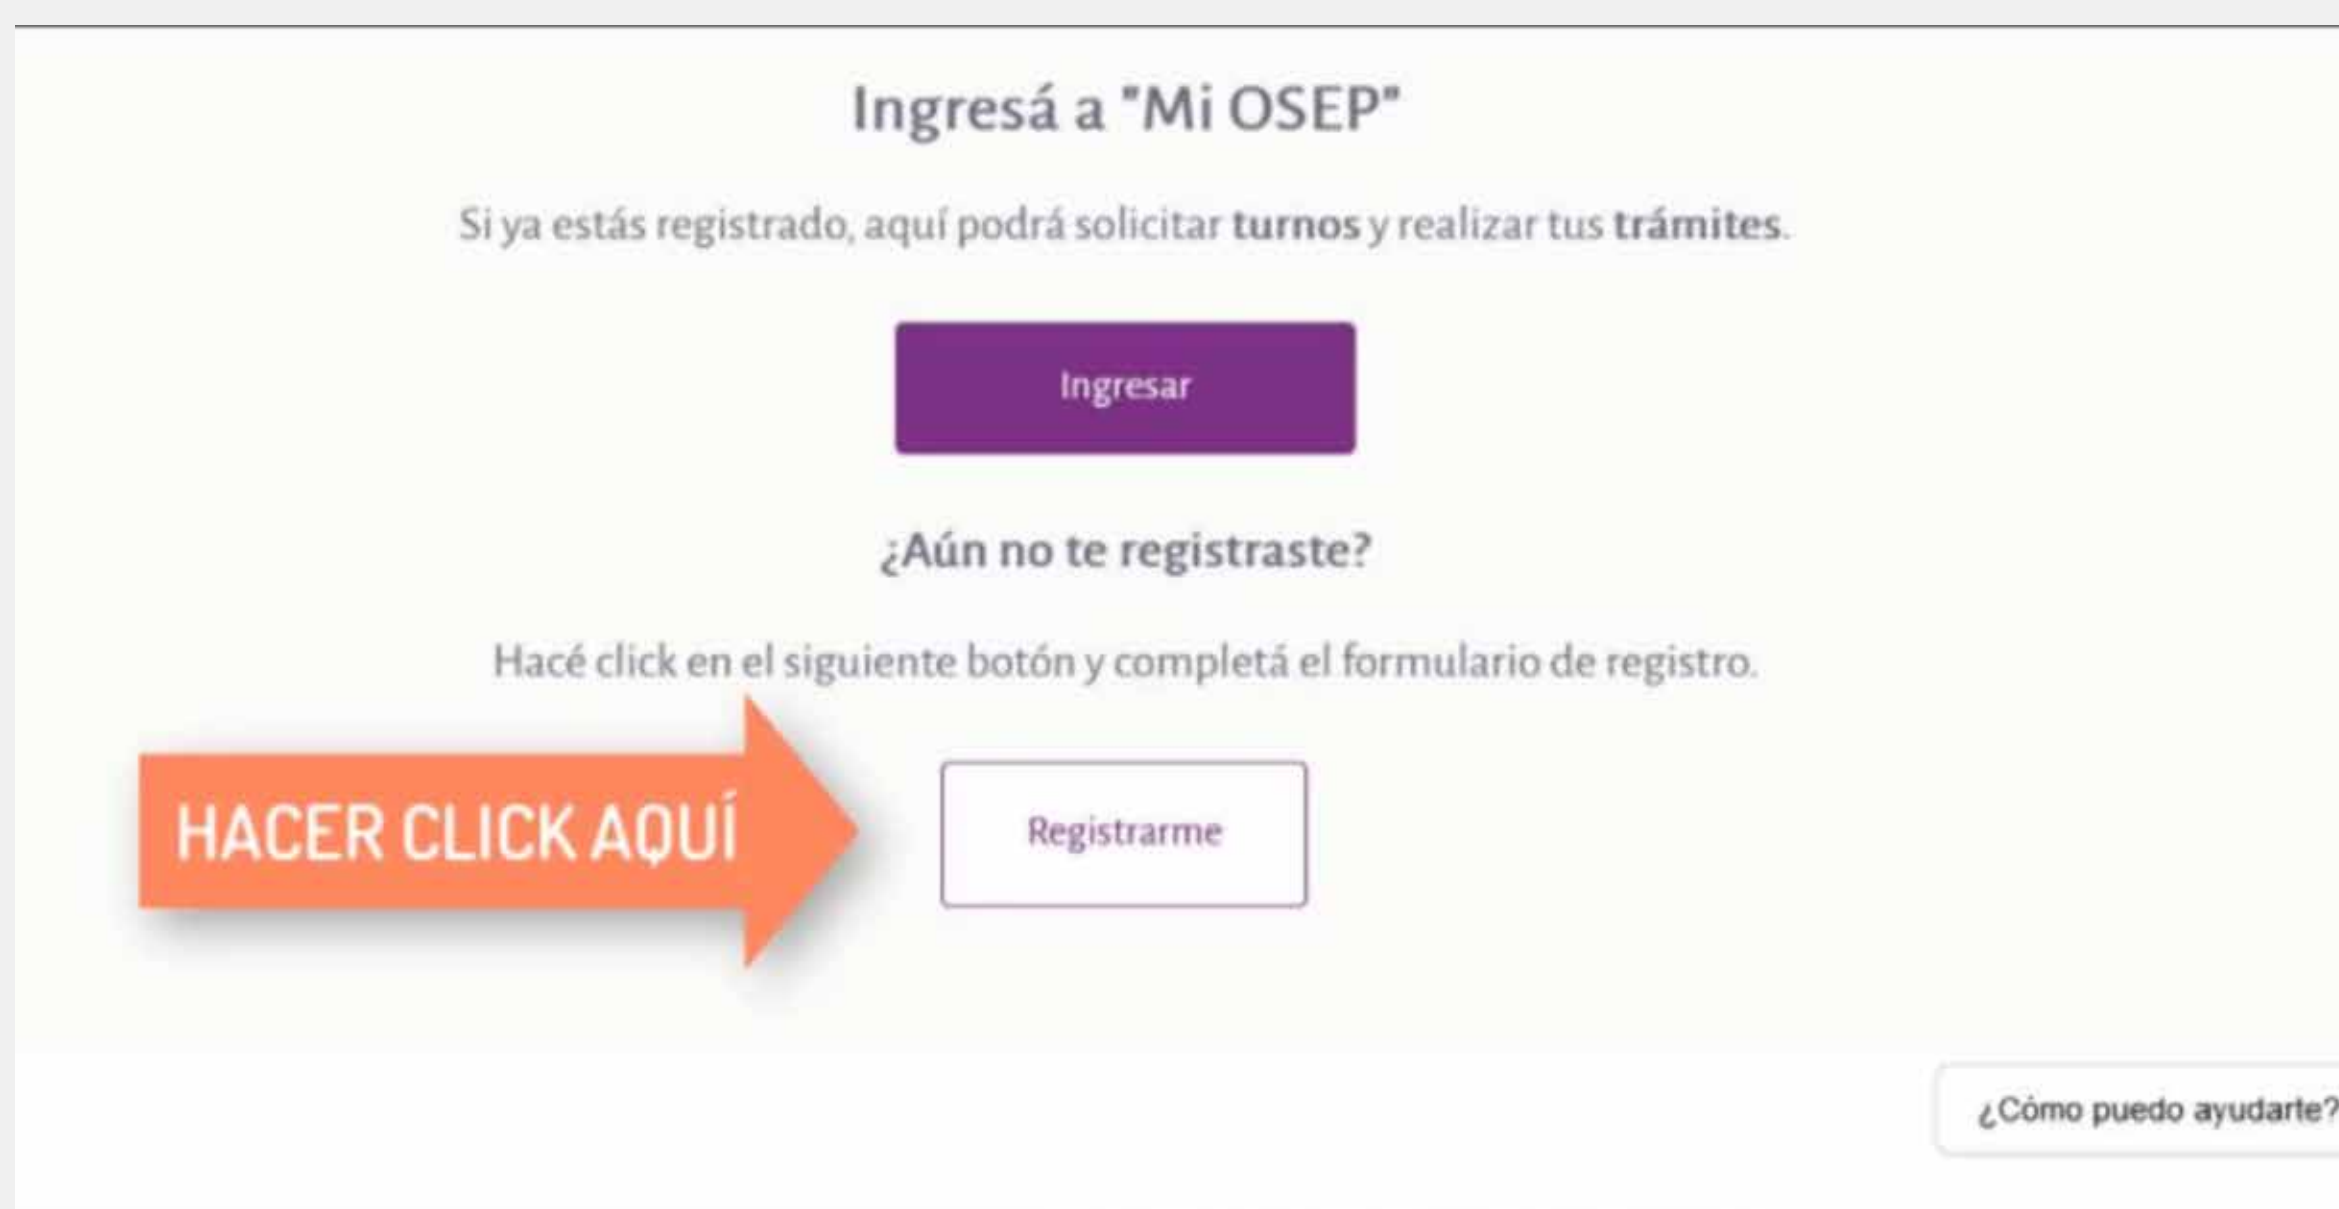 Ingresá a "Mi OSEP"
Si ya estás registrado, aquí podrá solicitar turnos y realizar tus trámites.
Ingresar
¿Aún no te registraste?
Hacé click en el siguiente botón y completá el formulario de registro.
HACER CLICK AQUÍ
Registrarme
¿Cómo puedo ayudarte?